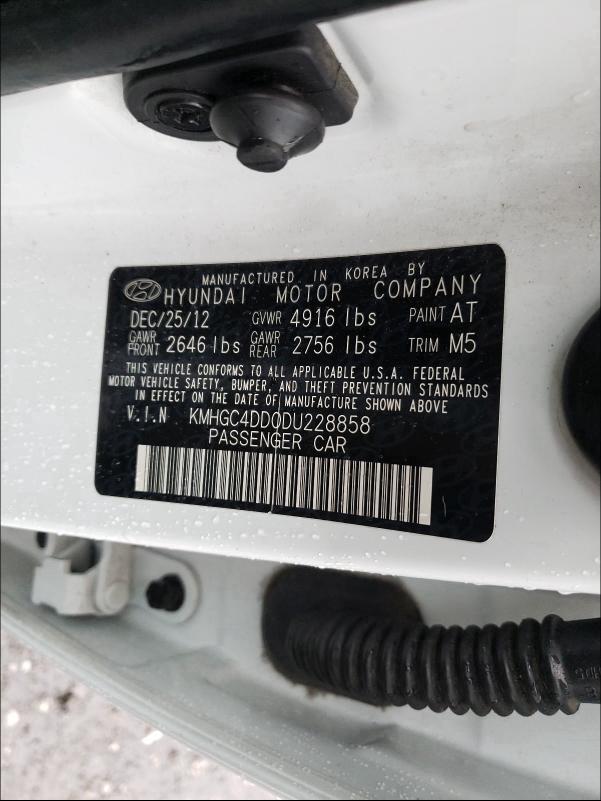 MANUFACTURED IN KOREA BY
HYUNDAI MOTOR COMPANY
DEC/25/12 GVWR 4916 lbs PAINT AT
GAWR FRONT 2646 lbs GAWR REAR 2756 lbs TRIM M5
THIS VEHICLE CONFORMS TO ALL APPLICABLE U.S.A. FEDERAL
MOTOR VEHICLE SAFETY, BUMPER, AND THEFT PREVENTION STANDARDS
IN EFFECT ON THE DATE OF MANUFACTURE SHOWN ABOVE
V.I.N KMHGC4DD0DU228858
PASSENGER CAR